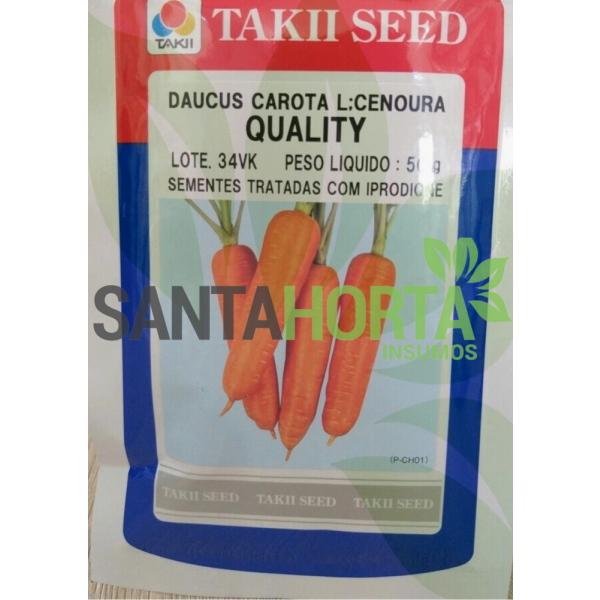 TAKII SEED
TAKII
DAUCUS CAROTA L:CENOURA
QUALITY
LOTE. 34VK PESO LIQUIDO :
SEMENTES TRATADAS COM IPRODIONE
SANTAHORTA
INSUMOS
(P-CH01)
TAKII SEED TAKII SEED TAKII SEED